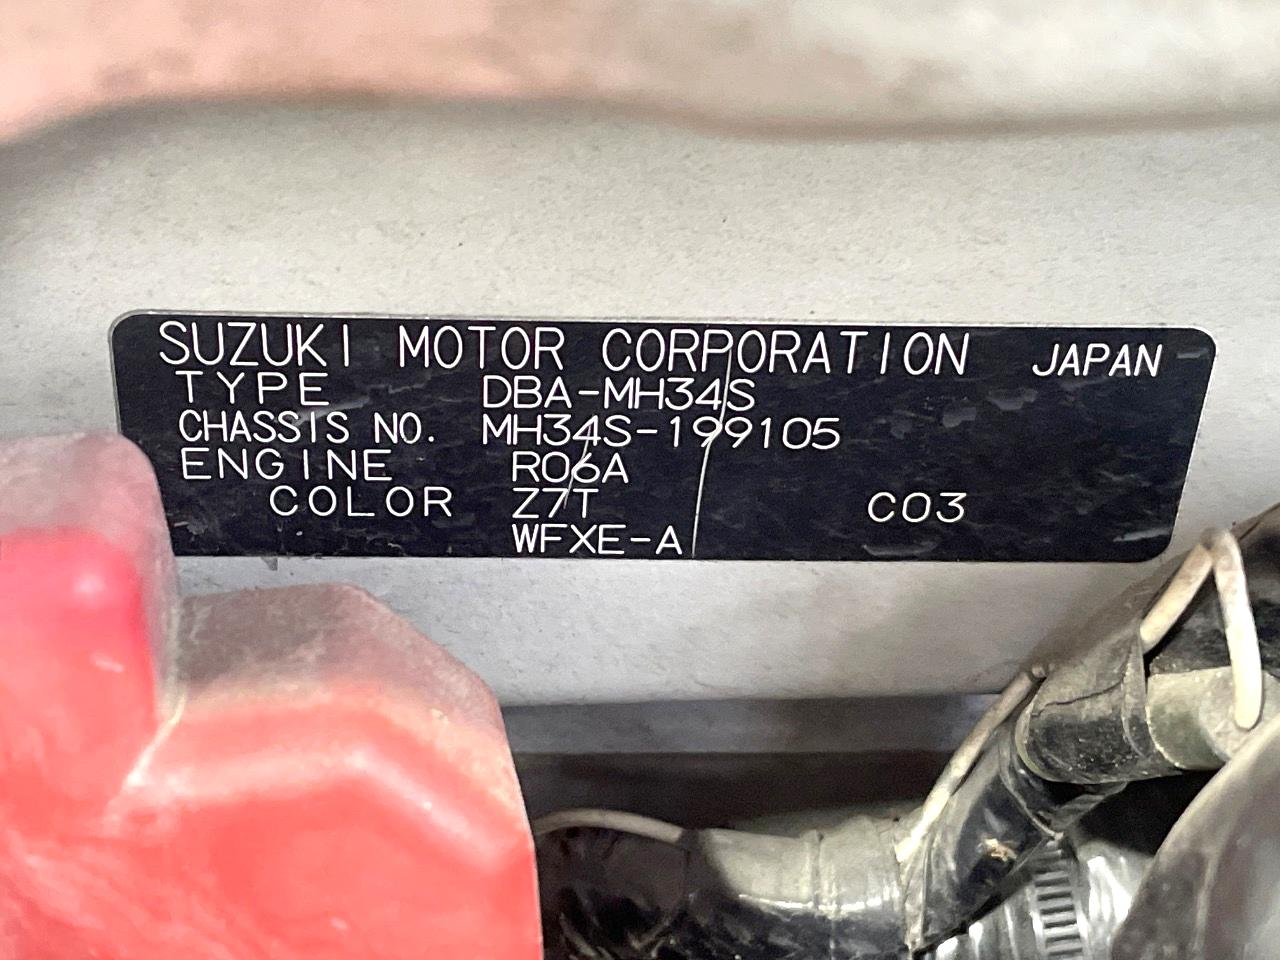 SUZUKI MOTOR CORPORATION JAPAN
TYPE DBA-MH34S
CHASSIS NO. MH34S-199105
ENGINE R06A
COLOR Z7T C03
WFXE-A